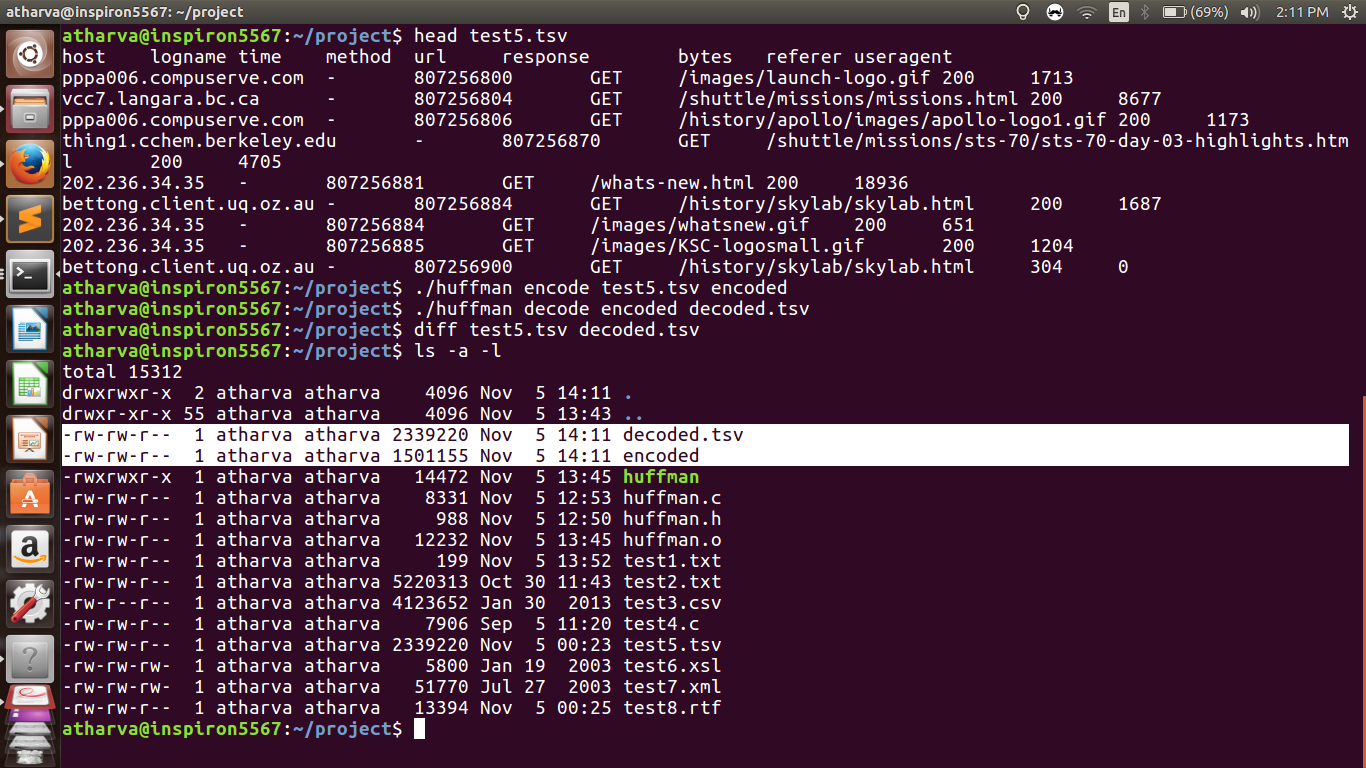 atharva@inspiron5567: ~/project En (69%) 2:11 PM
atharva@inspiron5567:~/project$ head test5.tsv
host logname time method url response bytes referer useragent
pppa006.compuserve.com - 807256800 GET /images/launch-logo.gif 200 1713
vcc7.langara.bc.ca - 807256804 GET /shuttle/missions/missions.html 200 8677
pppa006.compuserve.com - 807256806 GET /history/apollo/images/apollo-logo1.gif 200 1173
thing1.cchem.berkeley.edu - 807256870 GET /shuttle/missions/sts-70/sts-70-day-03-highlights.htm
l 200 4705
202.236.34.35 - 807256881 GET /whats-new.html 200 18936
bettong.client.uq.oz.au - 807256884 GET /history/skylab/skylab.html 200 1687
202.236.34.35 - 807256884 GET /images/whatsnew.gif 200 651
202.236.34.35 - 807256885 GET /images/KSC-logosmall.gif 200 1204
bettong.client.uq.oz.au - 807256900 GET /history/skylab/skylab.html 304 0
atharva@inspiron5567:~/project$ ./huffman encode test5.tsv encoded
atharva@inspiron5567:~/project$ ./huffman decode encoded decoded.tsv
atharva@inspiron5567:~/project$ diff test5.tsv decoded.tsv
atharva@inspiron5567:~/project$ ls -a -l
total 15312
drwxrwxr-x 2 atharva atharva 4096 Nov 5 14:11 .
drwxr-xr-x 55 atharva atharva 4096 Nov 5 13:43 ..
-rw-rw-r-- 1 atharva atharva 2339220 Nov 5 14:11 decoded.tsv
-rw-rw-r-- 1 atharva atharva 1501155 Nov 5 14:11 encoded
-rwxrwxr-x 1 atharva atharva 14472 Nov 5 13:45 huffman
-rw-rw-r-- 1 atharva atharva 8331 Nov 5 12:53 huffman.c
-rw-rw-r-- 1 atharva atharva 988 Nov 5 12:50 huffman.h
-rw-rw-r-- 1 atharva atharva 12232 Nov 5 13:45 huffman.o
-rw-rw-r-- 1 atharva atharva 199 Nov 5 13:52 test1.txt
-rw-rw-r-- 1 atharva atharva 5220313 Oct 30 11:43 test2.txt
-rw-r--r-- 1 atharva atharva 4123652 Jan 30 2013 test3.csv
-rw-rw-r-- 1 atharva atharva 7906 Sep 5 11:20 test4.c
-rw-rw-r-- 1 atharva atharva 2339220 Nov 5 00:23 test5.tsv
-rw-rw-rw- 1 atharva atharva 5800 Jan 19 2003 test6.xsl
-rw-rw-rw- 1 atharva atharva 51770 Jul 27 2003 test7.xml
-rw-rw-r-- 1 atharva atharva 13394 Nov 5 00:25 test8.rtf
atharva@inspiron5567:~/project$